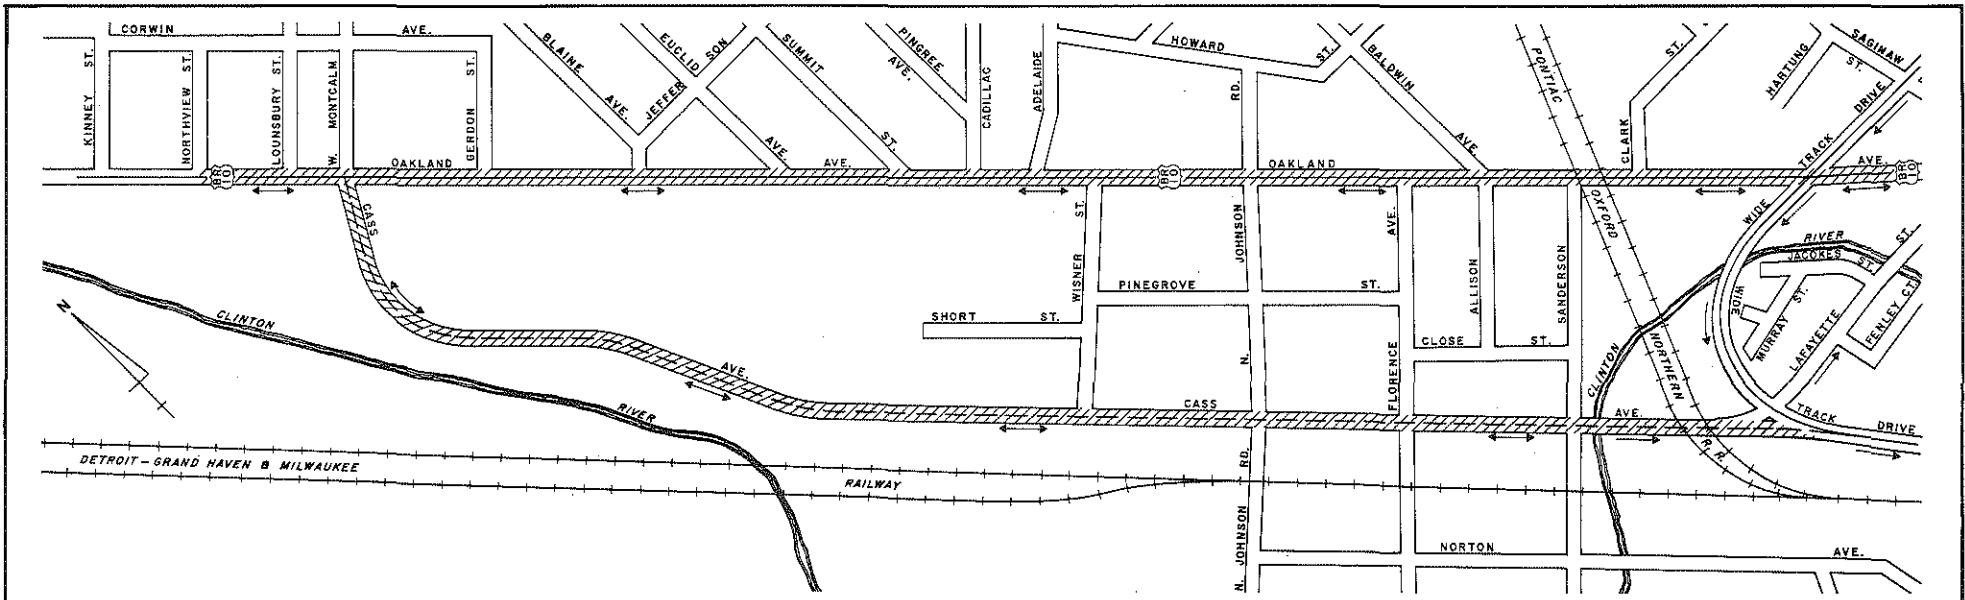 CORWIN AVE.
KINNEY ST.
NORTHVIEW ST.
LOUNSBURY ST.
W. MONTCALM
GERDON ST.
BLAINE AVE.
EUCLID AVE.
JEFFERSON
SUMMIT ST.
PINGREE AVE.
CADILLAC
ADELAIDE
HOWARD ST.
RD.
BALDWIN AVE.
PONTIAC
CLARK ST.
HARTUNG ST.
SAGINAW
TRACK DRIVE
OAKLAND AVE.
OAKLAND
AVE.
BR 10
BR 10
BR 10
CASS
WISNER ST.
JOHNSON
N.
AVE.
FLORENCE
ALLISON
SANDERSON
OXFORD
WIDE
RIVER
JACOKES ST.
ST.
WIDE
MURRAY ST.
LAFAYETTE
FENLEY CT.
PINEGROVE ST.
SHORT ST.
CLOSE ST.
N
CLINTON
RIVER
AVE.
CASS
AVE.
CLINTON
NORTHERN
R. R.
TRACK DRIVE
DETROIT-GRAND HAVEN & MILWAUKEE
RAILWAY
RD.
N. JOHNSON
NORTON AVE.